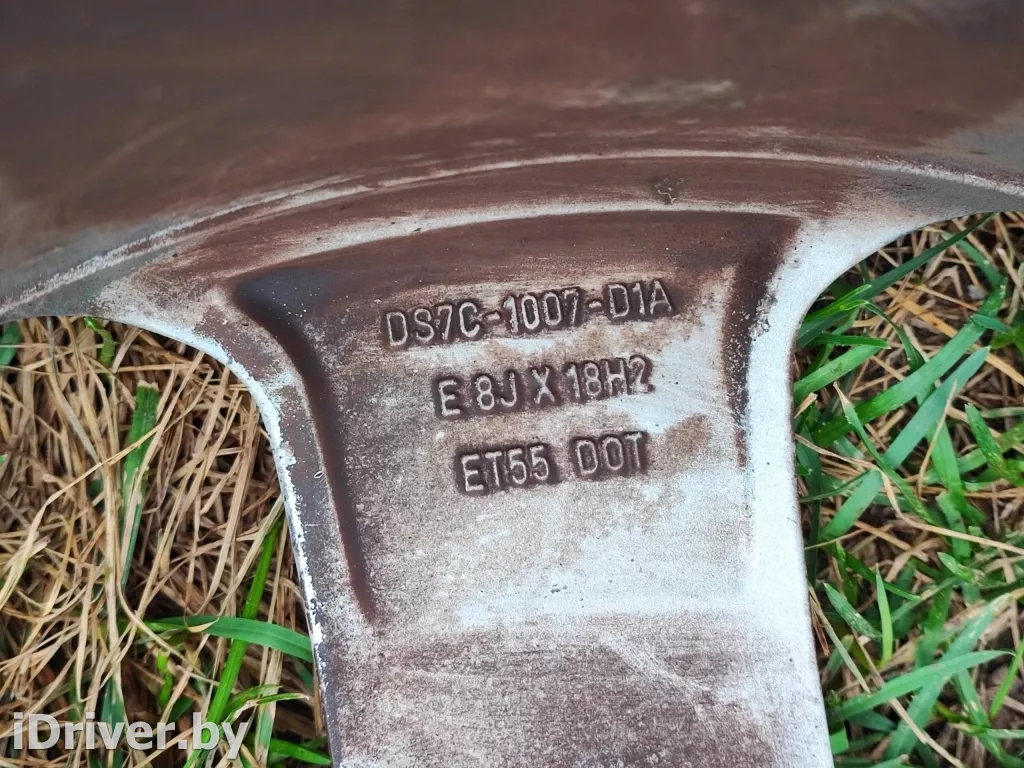 DS7C-1007-D1A
E 8J X 18H2
ET55 DOT
iDriver.by